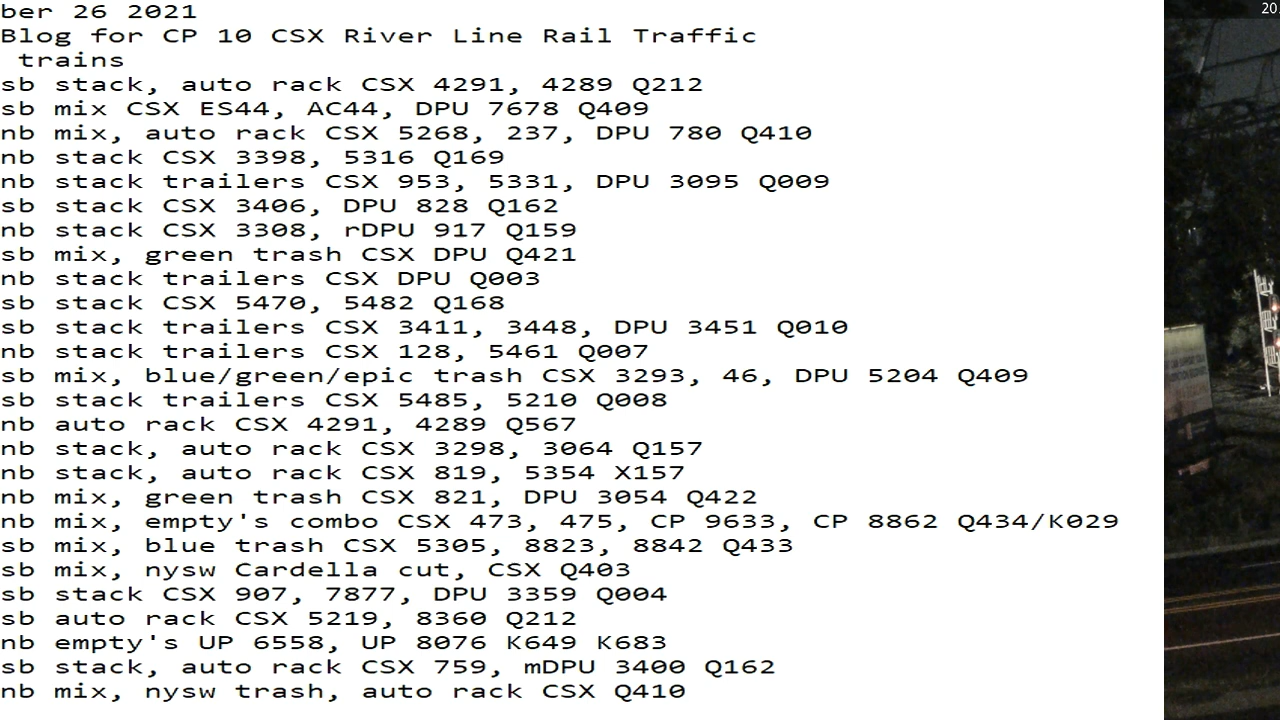 ber 26 2021
Blog for CP 10 CSX River Line Rail Traffic
trains
sb stack, auto rack CSX 4291, 4289 Q212
sb mix CSX ES44, AC44, DPU 7678 Q409
nb mix, auto rack CSX 5268, 237, DPU 780 Q410
nb stack CSX 3398, 5316 Q169
nb stack trailers CSX 953, 5331, DPU 3095 Q009
sb stack CSX 3406, DPU 828 Q162
nb stack CSX 3308, rDPU 917 Q159
sb mix, green trash CSX DPU Q421
nb stack trailers CSX DPU Q003
sb stack CSX 5470, 5482 Q168
sb stack trailers CSX 3411, 3448, DPU 3451 Q010
nb stack trailers CSX 128, 5461 Q007
sb mix, blue/green/epic trash CSX 3293, 46, DPU 5204 Q409
sb stack trailers CSX 5485, 5210 Q008
nb auto rack CSX 4291, 4289 Q567
nb stack, auto rack CSX 3298, 3064 Q157
nb stack, auto rack CSX 819, 5354 X157
nb mix, green trash CSX 821, DPU 3054 Q422
nb mix, empty's combo CSX 473, 475, CP 9633, CP 8862 Q434/K029
sb mix, blue trash CSX 5305, 8823, 8842 Q433
sb mix, nysw Cardella cut, CSX Q403
sb stack CSX 907, 7877, DPU 3359 Q004
sb auto rack CSX 5219, 8360 Q212
nb empty's UP 6558, UP 8076 K649 K683
sb stack, auto rack CSX 759, mDPU 3400 Q162
nb mix, nysw trash, auto rack CSX Q410
20